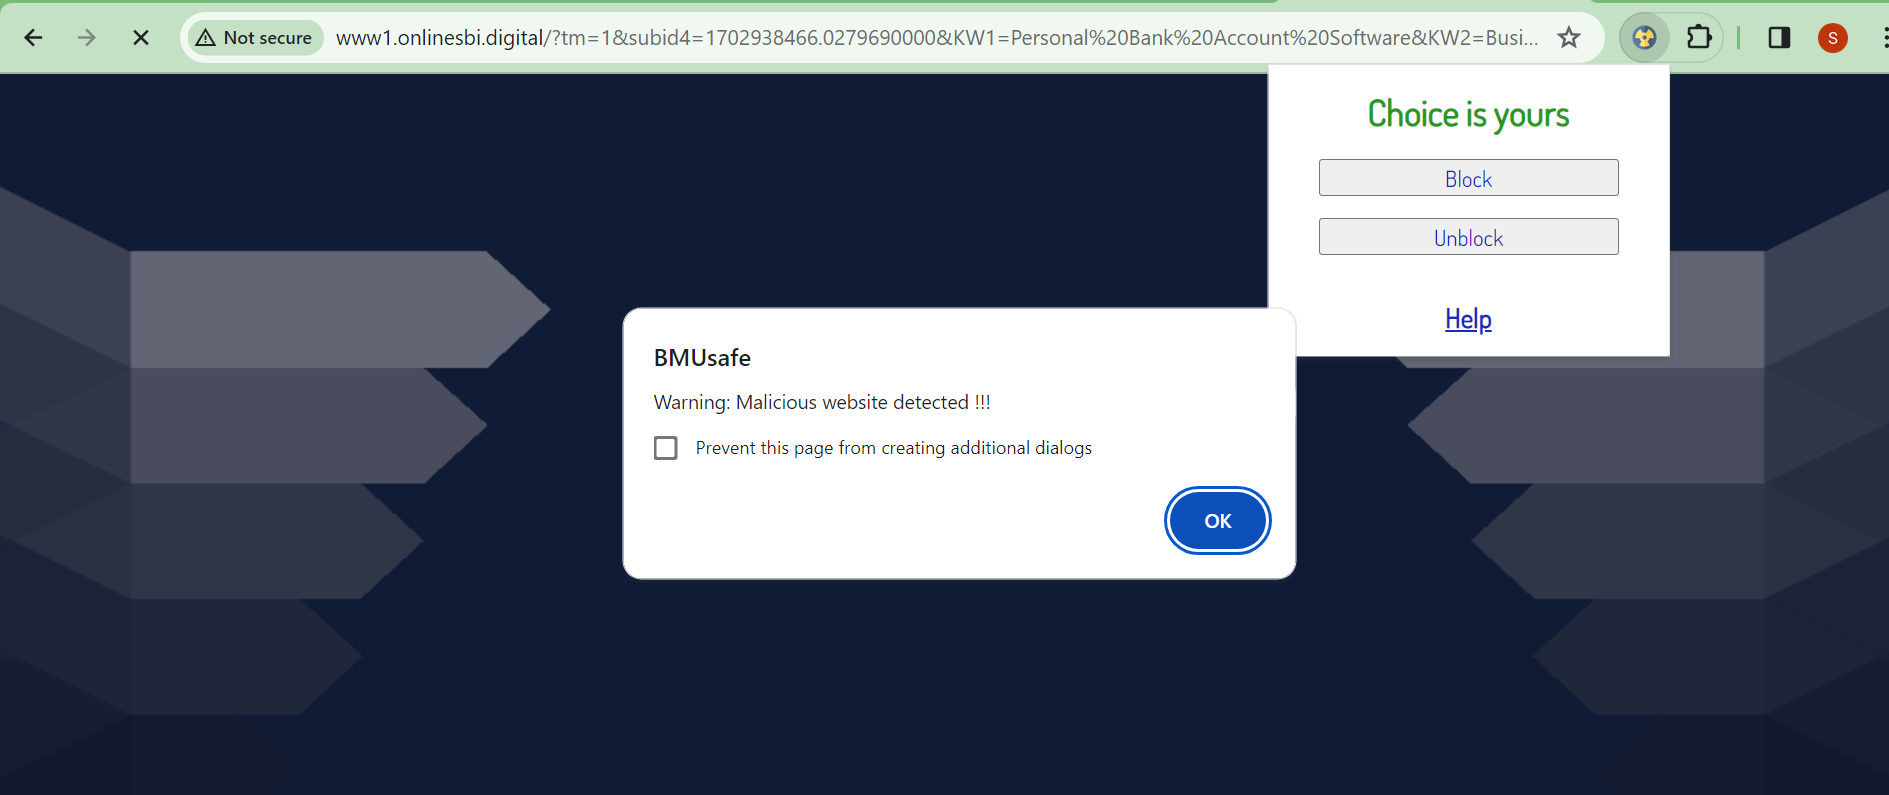 Not secure
www1.onlinesbi.digital/?tm=1&subid4=1702938466.0279690000&KW1=Personal%20Bank%20Account%20Software&KW2=Busi...
S
Choice is yours
Block
Unblock
Help
BMUsafe
Warning: Malicious website detected !!!
Prevent this page from creating additional dialogs
OK